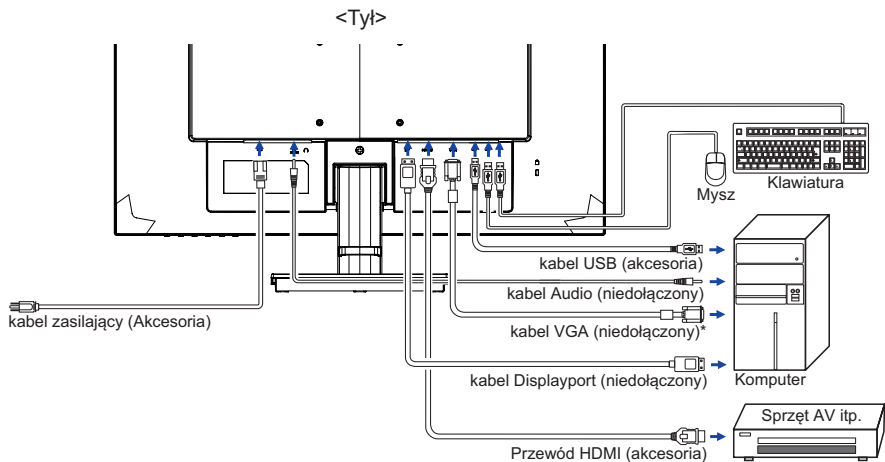 <Tył>
Mysz
Klawiatura
kabel USB (akcesoria)
kabel Audio (niedołączony)
kabel zasilający (Akcesoria)
kabel VGA (niedołączony)*
kabel Displayport (niedołączony)
Komputer
Sprzęt AV itp.
Przewód HDMI (akcesoria)